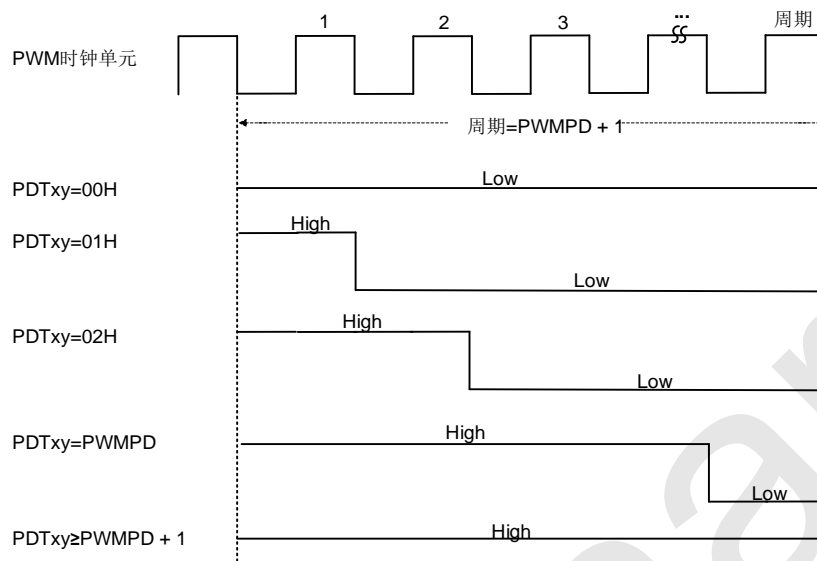 1 2 3 ... 周期
PWM时钟单元
周期=PWMPD + 1
PDTxy=00H
Low
PDTxy=01H
High
Low
PDTxy=02H
High
Low
PDTxy=PWMPD
High
Low
PDTxy≥PWMPD + 1
High